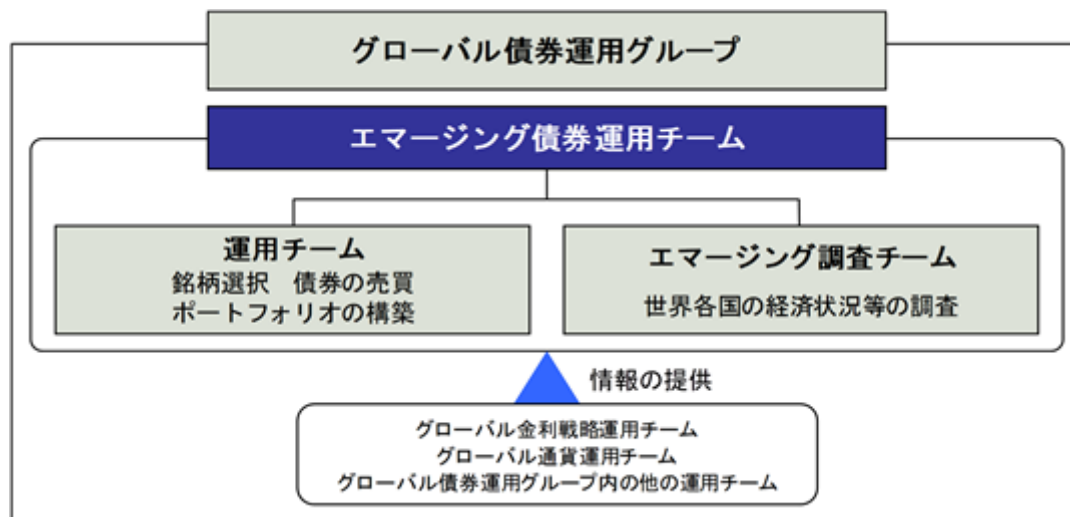 グローバル債券運用グループ
エマージング債券運用チーム
運用チーム
銘柄選択　債券の売買
ポートフォリオの構築
エマージング調査チーム
世界各国の経済状況等の調査
情報の提供
グローバル金利戦略運用チーム
グローバル通貨運用チーム
グローバル債券運用グループ内の他の運用チーム